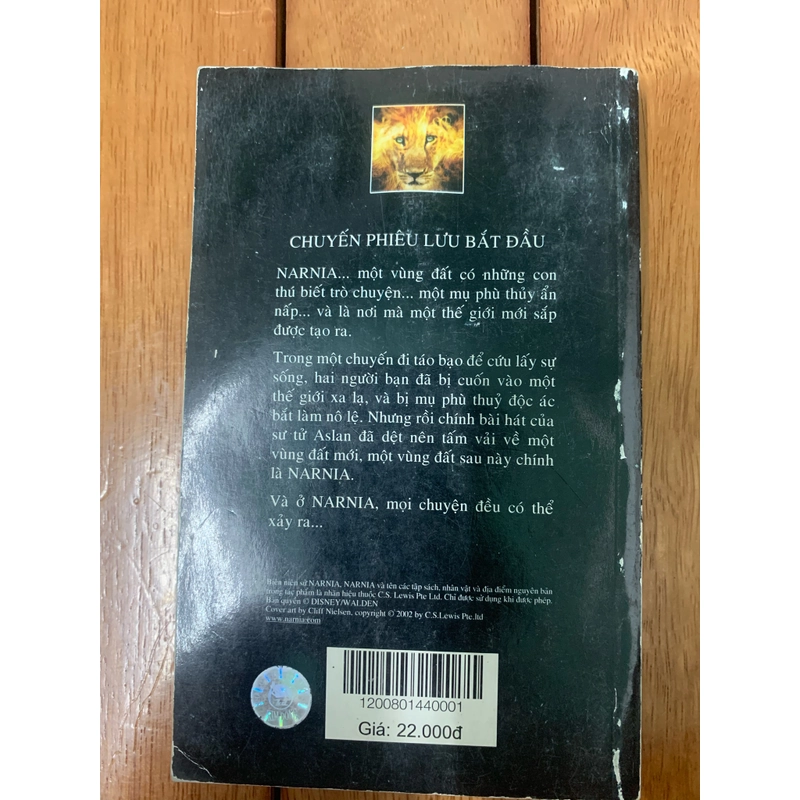 CHUYẾN PHIÊU LƯU BẮT ĐẦU
NARNIA... một vùng đất có những con
thú biết trò chuyện... một mụ phù thủy ẩn
nấp... và là nơi mà một thế giới mới sắp
được tạo ra.
Trong một chuyến đi táo bạo để cứu lấy sự
sống, hai người bạn đã bị cuốn vào một
thế giới xa lạ, và bị mụ phù thuỷ độc ác
bắt làm nô lệ. Nhưng rồi chính bài hát của
sư tử Aslan đã dệt nên tấm vải về một
vùng đất mới, một vùng đất sau này chính
là NARNIA.
Và ở NARNIA, mọi chuyện đều có thể
xảy ra...
Biên niên sử NARNIA, NARNIA và tên các tập sách, nhân vật và địa điểm nguyên bản
trong tác phẩm là nhãn hiệu thuộc C.S. Lewis Pte Ltd. Chỉ được sử dụng khi được phép.
Bản quyền © DISNEY/WALDEN
Cover art by Cliff Nielsen, copyright © 2002 by C.S.Lewis Pte.ltd
www.narnia.com
1200801440001
Giá: 22.000đ